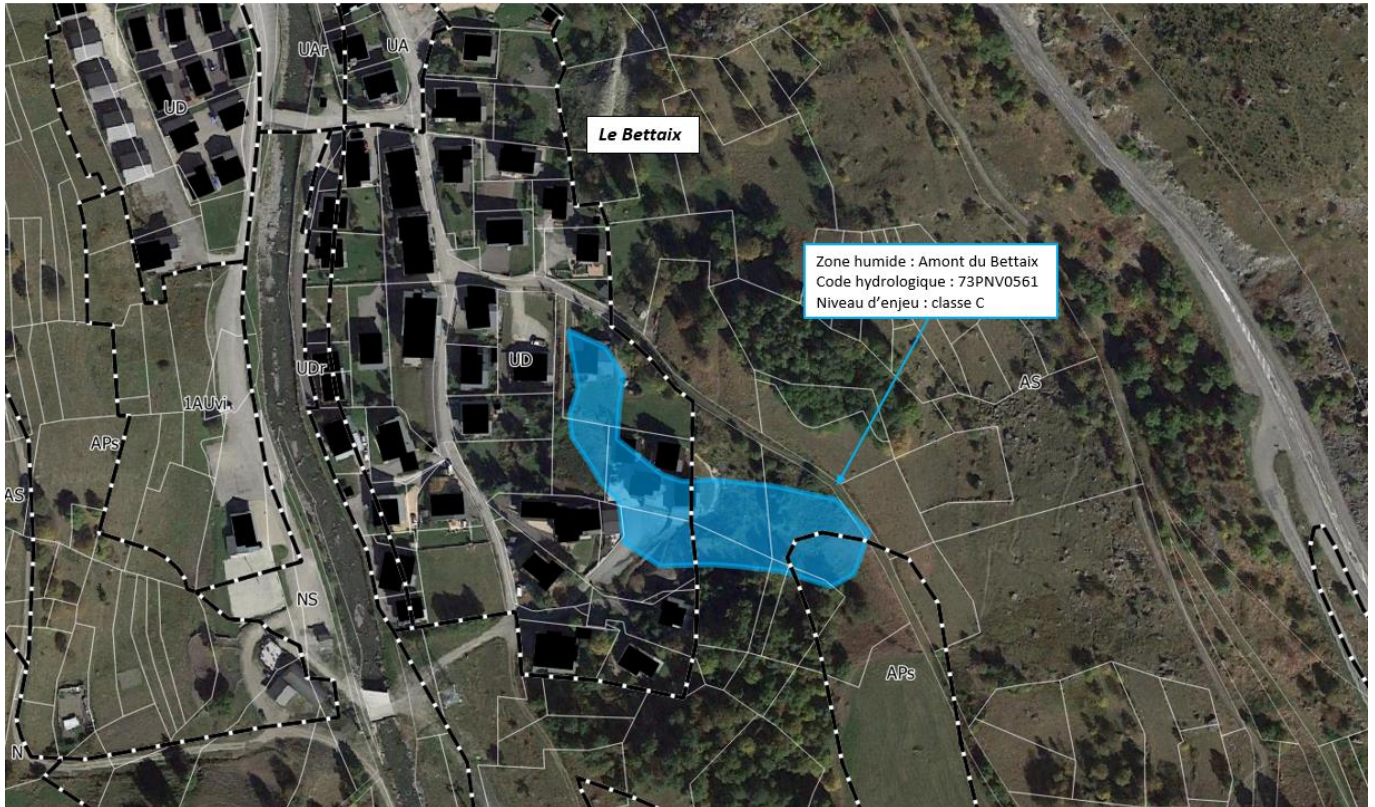 UAr
UA
UD
Le Bettaix
Zone humide : Amont du Bettaix
Code hydrologique : 73PNV0561
Niveau d’enjeu : classe C
UD
UDr
AS
1AUvi
APs
AS
NS
APs
N